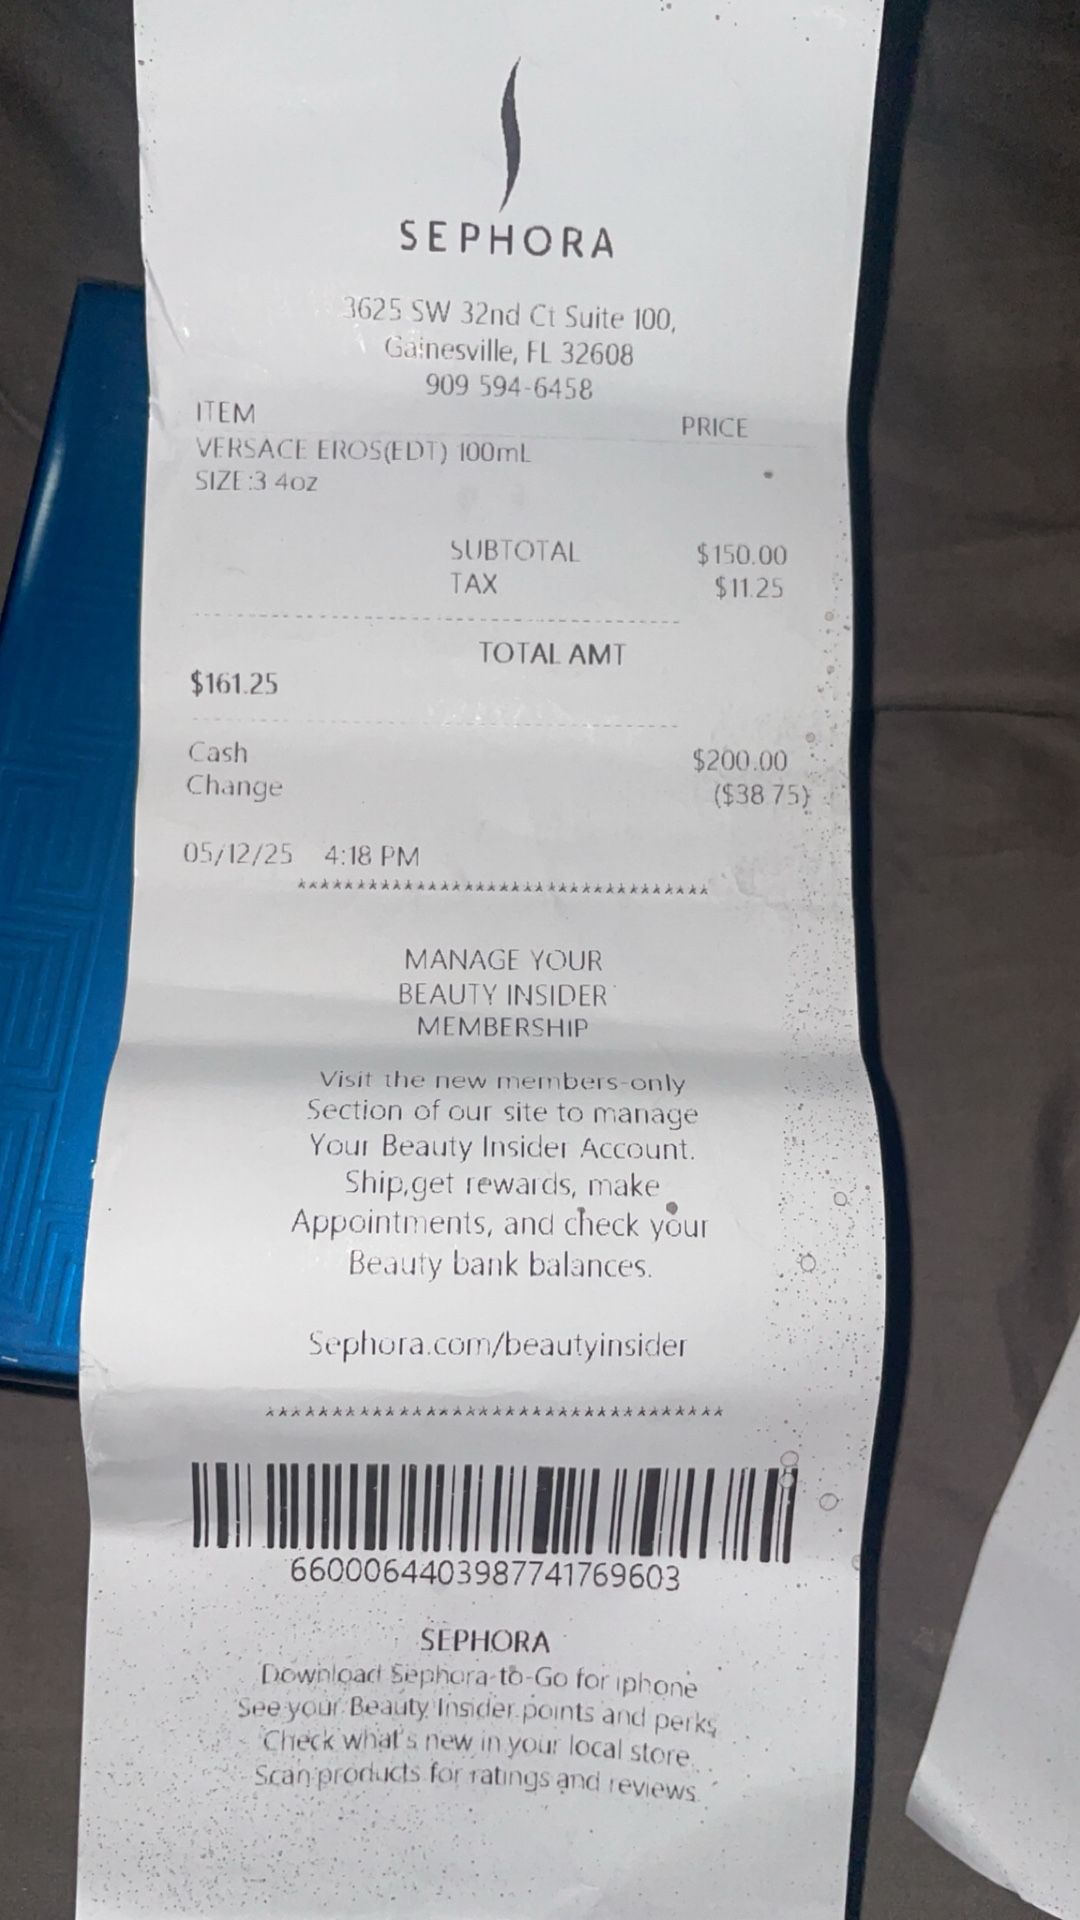 SEPHORA
3625 SW 32nd Ct Suite 100,
Gainesville, FL 32608
909 594-6458
ITEM PRICE
VERSACE EROS(EDT) 100mL
SIZE:3 4oz
SUBTOTAL $150.00
TAX $11.25
------------------------------------------------
TOTAL AMT
$161.25
------------------------------------------------
Cash $200.00
Change ($38 75}
05/12/25 4:18 PM
***********************************
MANAGE YOUR
BEAUTY INSIDER
MEMBERSHIP
Visit the new members-only
Section of our site to manage
Your Beauty Insider Account.
Ship,get rewards, make
Appointments, and check your
Beauty bank balances.
Sephora.com/beautyinsider
***********************************
6600064403987741769603
SEPHORA
Download Sephora-to-Go for iphone
See your Beauty Insider points and perks
Check what's new in your local store.
Scan products for ratings and reviews.